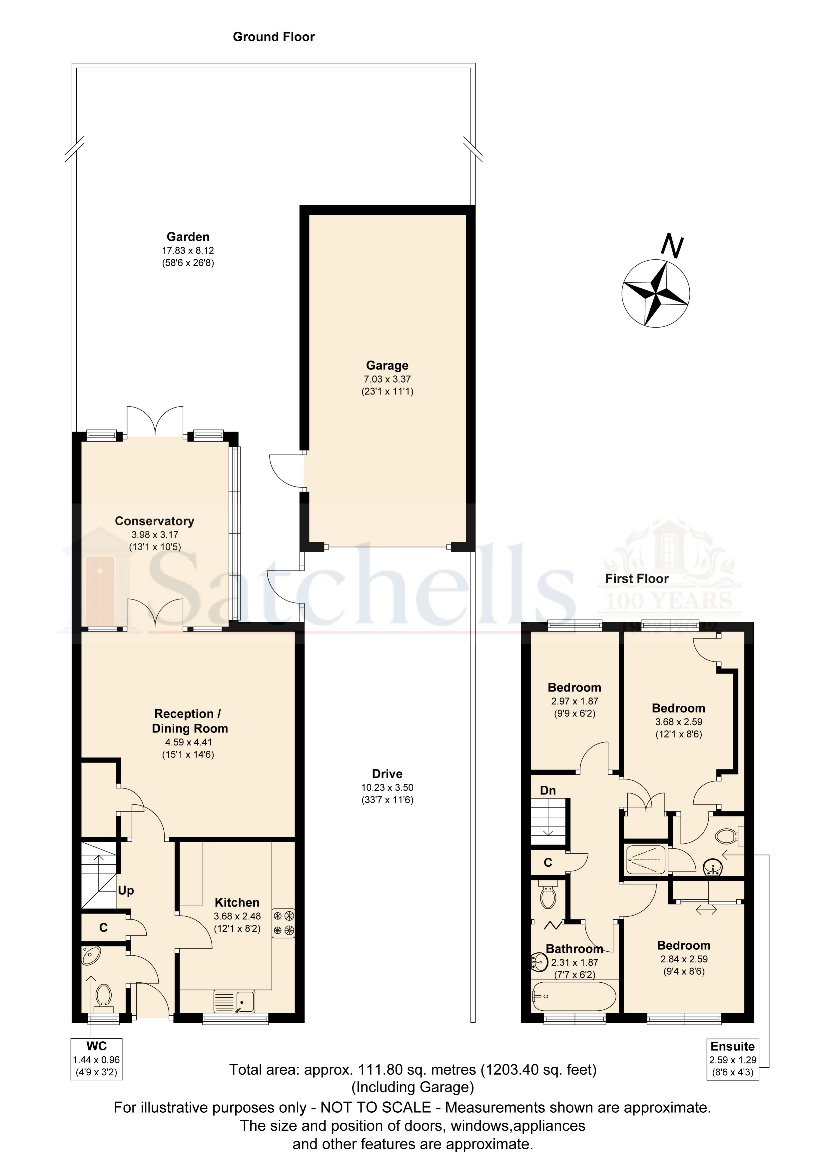 Ground Floor
Garden
17.83 x 8.12
(58'6 x 26'8)
N
Garage
7.03 x 3.37
(23'1 x 11'1)
Conservatory
3.98 x 3.17
(13'1 x 10'5)
Satchells
First Floor
100 YEARS
Reception /
Dining Room
4.59 x 4.41
(15'1 x 14'6)
Drive
10.23 x 3.50
(33'7 x 11'6)
Bedroom
2.97 x 1.87
(9'9 x 6'2)
Bedroom
3.68 x 2.59
(12'1 x 8'6)
Dn
C
Up
Kitchen
3.68 x 2.48
(12'1 x 8'2)
C
Bathroom
2.31 x 1.87
(7'7 x 6'2)
Bedroom
2.84 x 2.59
(9'4 x 8'6)
WC
1.44 x 0.96
(4'9 x 3'2)
Ensuite
2.59 x 1.29
(8'6 x 4'3)
Total area: approx. 111.80 sq. metres (1203.40 sq. feet)
(Including Garage)
For illustrative purposes only - NOT TO SCALE - Measurements shown are approximate.
The size and position of doors, windows,appliances
and other features are approximate.